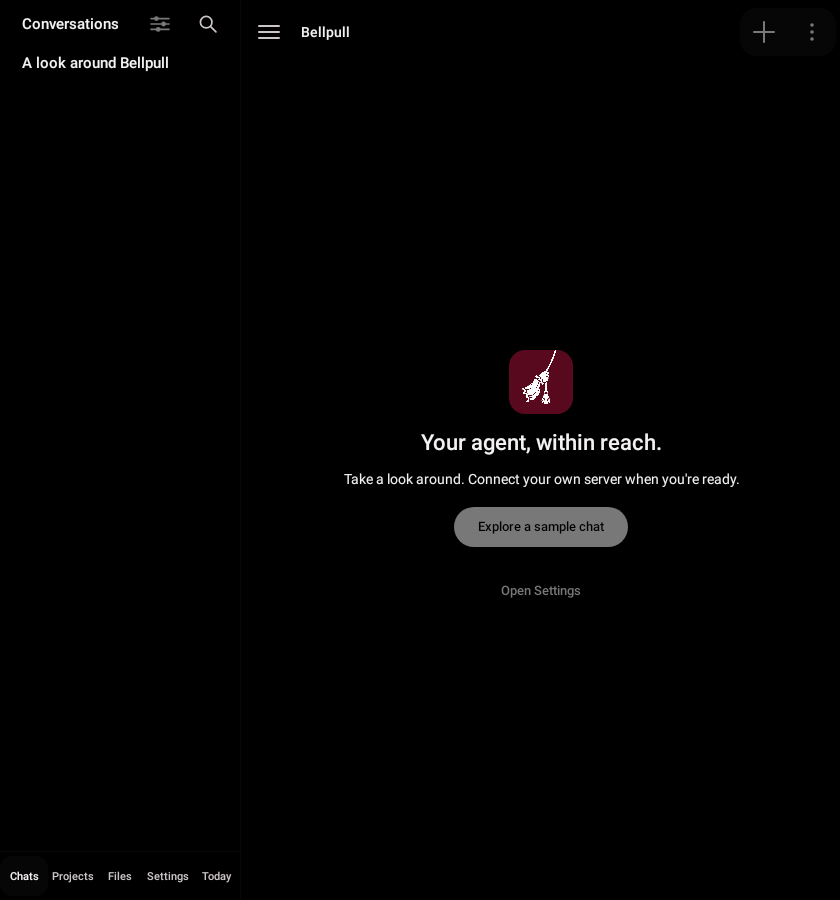 Conversations
A look around Bellpull
Bellpull
Your agent, within reach.
Take a look around. Connect your own server when you're ready.
Explore a sample chat
Open Settings
Chats Projects Files Settings Today